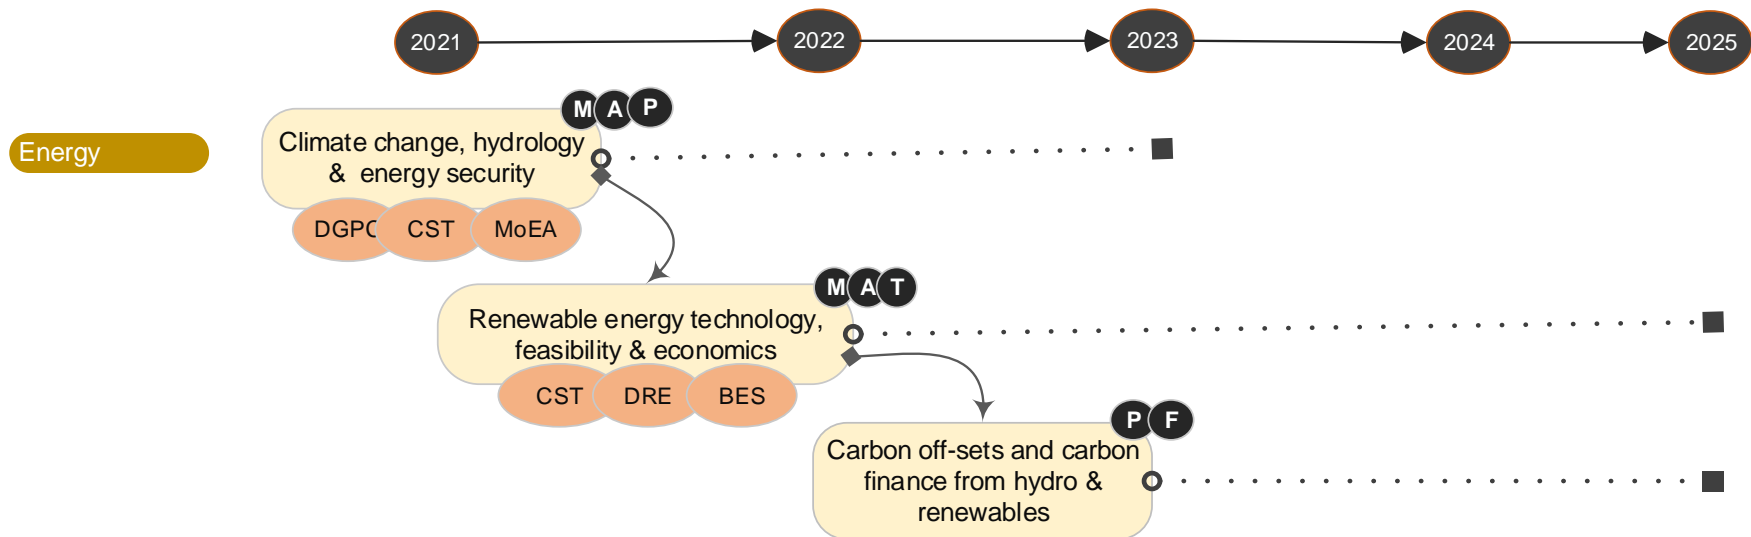 2021
2022
2023
2024
2025
Energy
M A P
Climate change, hydrology
& energy security
DGPC CST MoEA
M A T
Renewable energy technology,
feasibility & economics
CST DRE BES
P F
Carbon off-sets and carbon
finance from hydro &
renewables